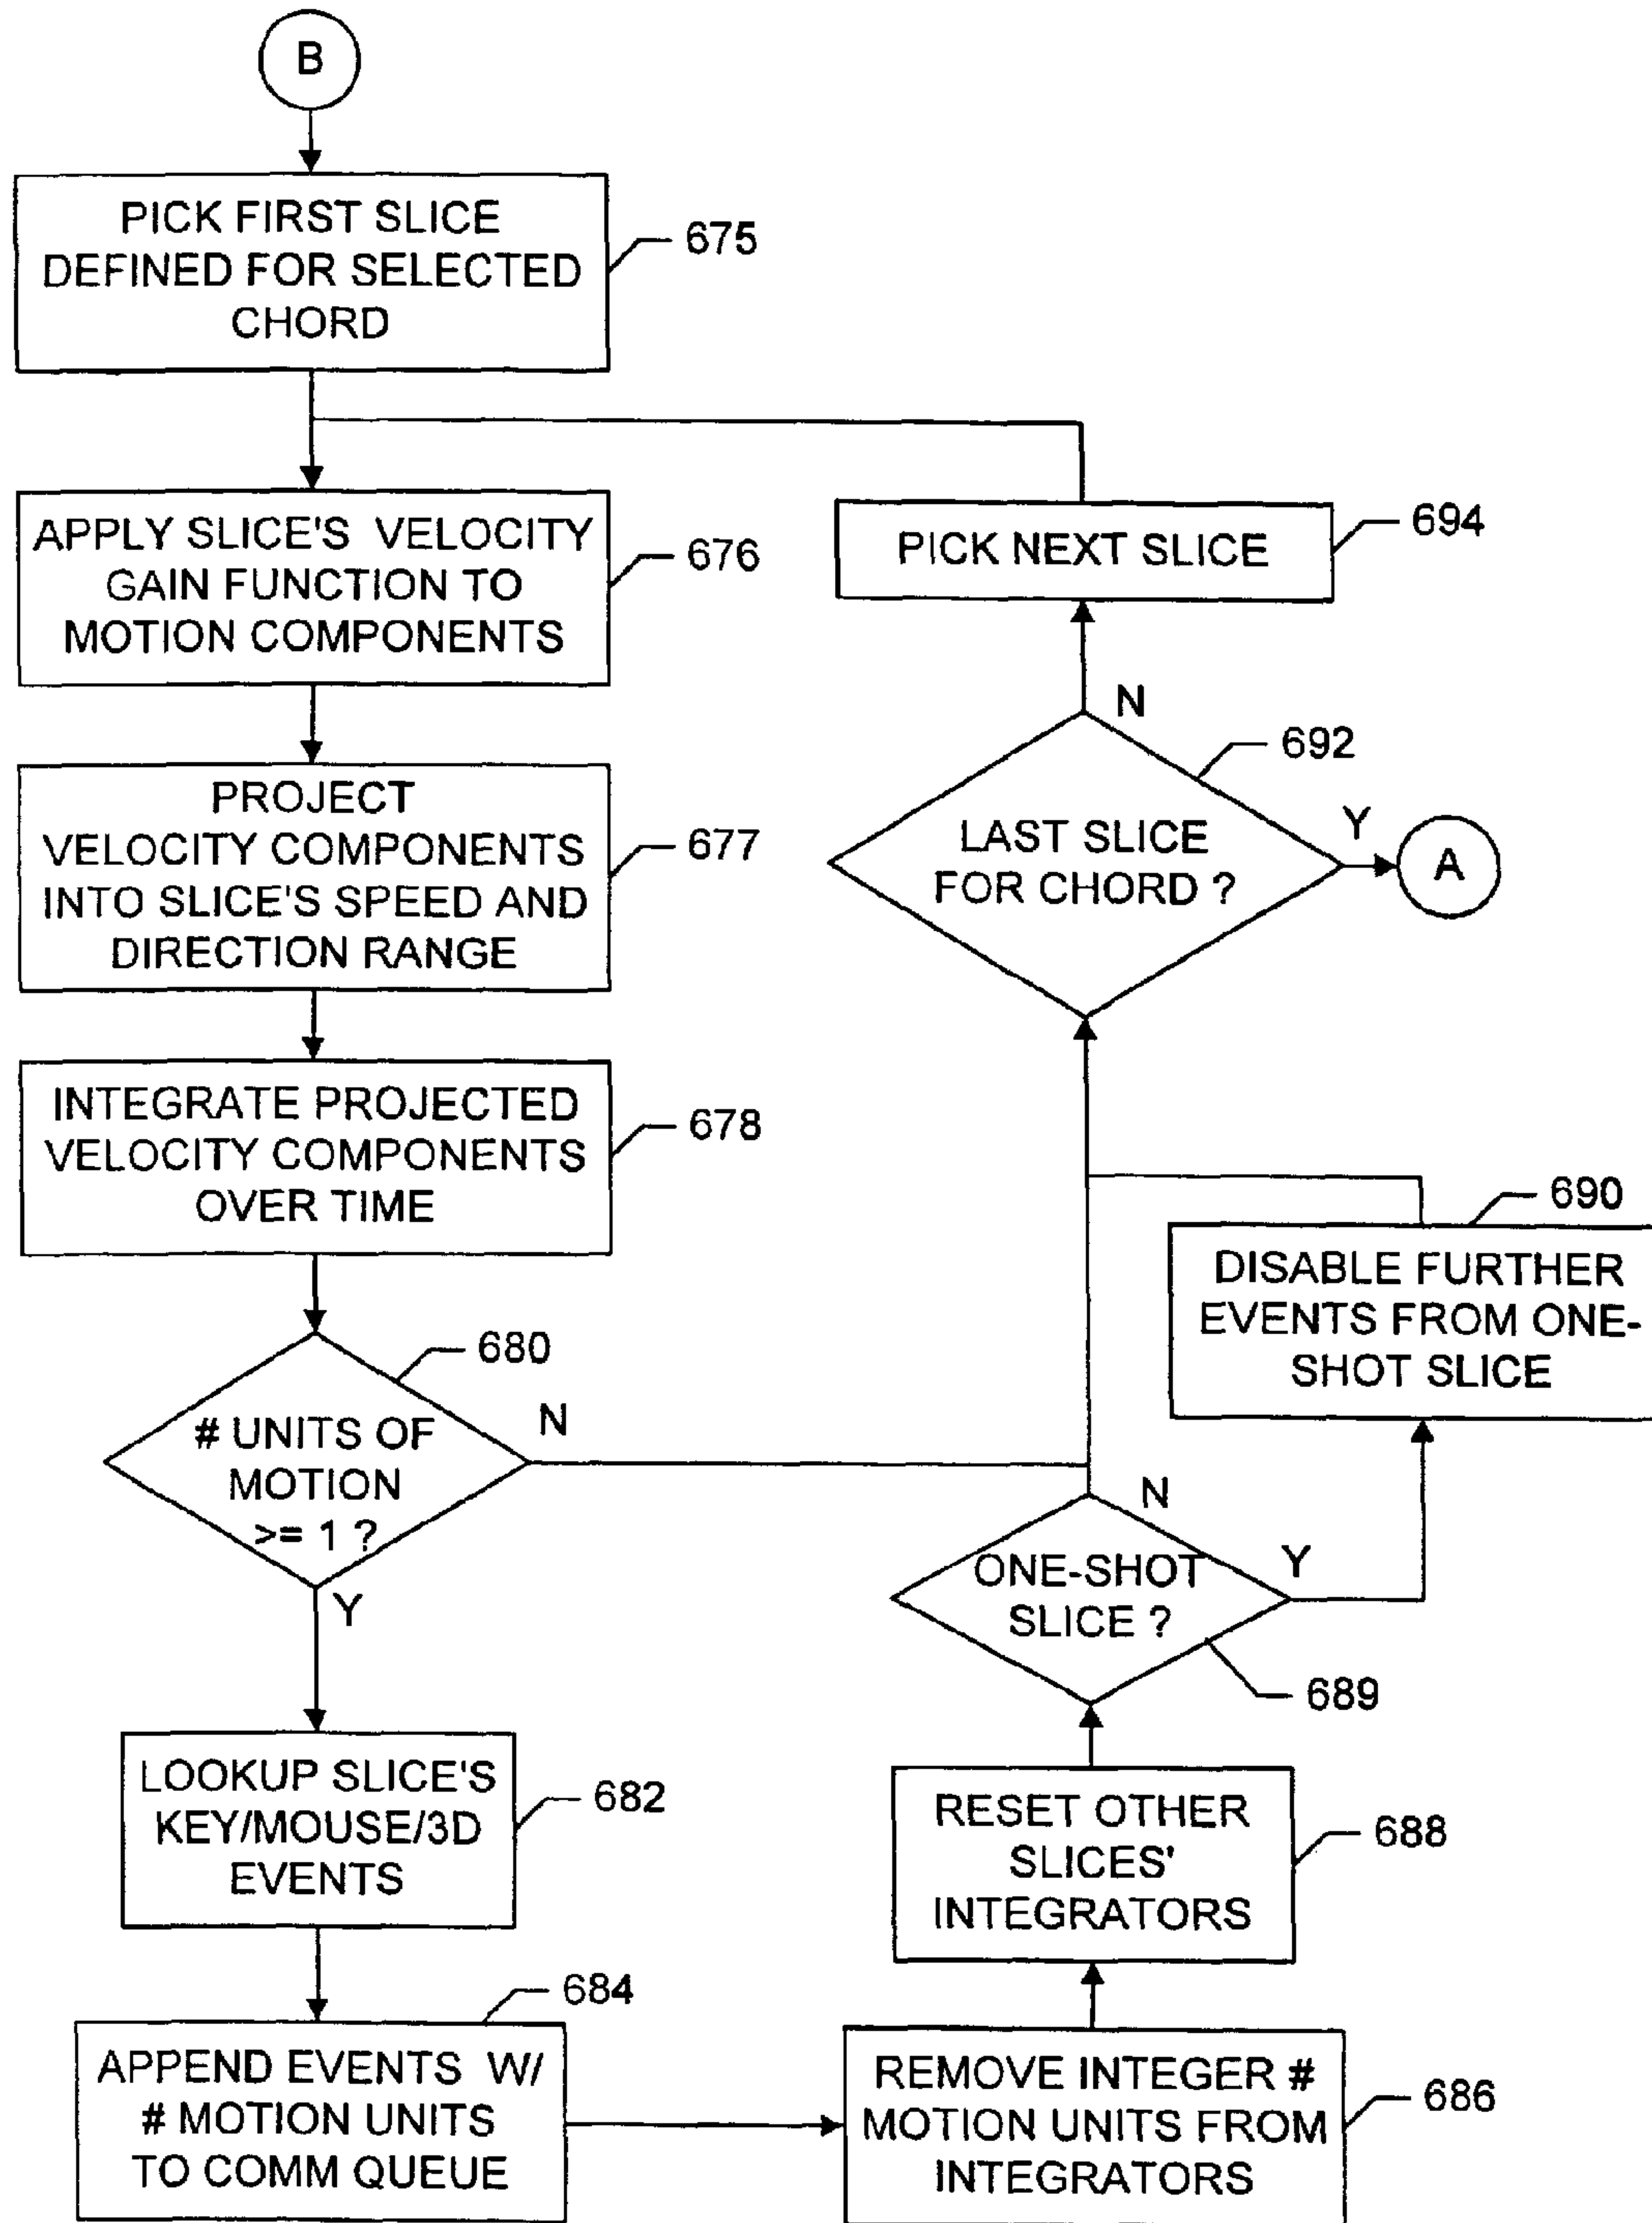 B
PICK FIRST SLICE
DEFINED FOR SELECTED
CHORD
675
APPLY SLICE'S VELOCITY
GAIN FUNCTION TO
MOTION COMPONENTS
676
PROJECT
VELOCITY COMPONENTS
INTO SLICE'S SPEED AND
DIRECTION RANGE
677
INTEGRATE PROJECTED
VELOCITY COMPONENTS
OVER TIME
678
# UNITS OF
MOTION
>= 1 ?
680
N
Y
LOOKUP SLICE'S
KEY/MOUSE/3D
EVENTS
682
APPEND EVENTS W/
# MOTION UNITS
TO COMM QUEUE
684
REMOVE INTEGER #
MOTION UNITS FROM
INTEGRATORS
686
RESET OTHER
SLICES'
INTEGRATORS
688
ONE-SHOT
SLICE ?
689
N
Y
DISABLE FURTHER
EVENTS FROM ONE-
SHOT SLICE
690
LAST SLICE
FOR CHORD ?
692
N
Y
A
PICK NEXT SLICE
694